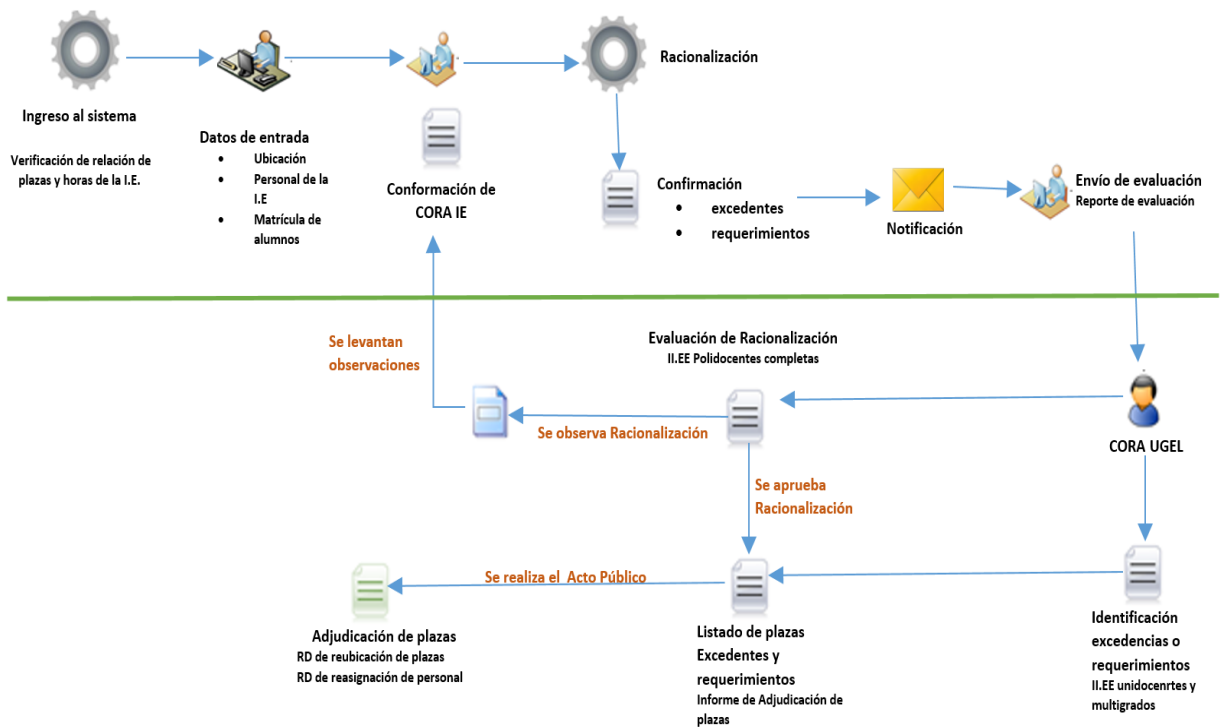 Ingreso al sistema
Verificación de relación de
plazas y horas de la I.E.
Datos de entrada
• Ubicación
• Personal de la
I.E
• Matrícula de
alumnos
Conformación de
CORA IE
Racionalización
Confirmación
• excedentes
• requerimientos
Notificación
Envío de evaluación
Reporte de evaluación
Se levantan
observaciones
Evaluación de Racionalización
II.EE Polidocentes completas
Se observa Racionalización
CORA UGEL
Se aprueba
Racionalización
Se realiza el Acto Público
Adjudicación de plazas
RD de reubicación de plazas
RD de reasignación de personal
Listado de plazas
Excedentes y
requerimientos
Informe de Adjudicación de
plazas
Identificación
excedencias o
requerimientos
II.EE unidocenrtes y
multigrados